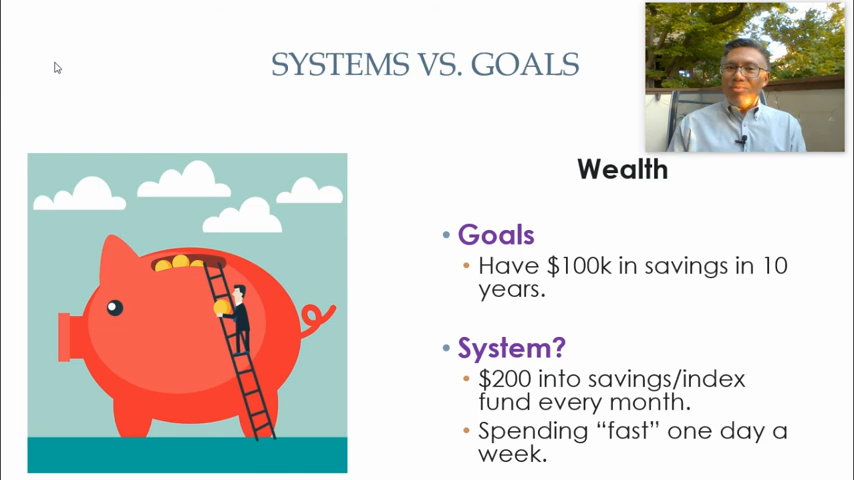 SYSTEMS VS. GOALS
Wealth
• Goals
• Have $100k in savings in 10
years.
• System?
• $200 into savings/index
fund every month.
• Spending “fast” one day a
week.